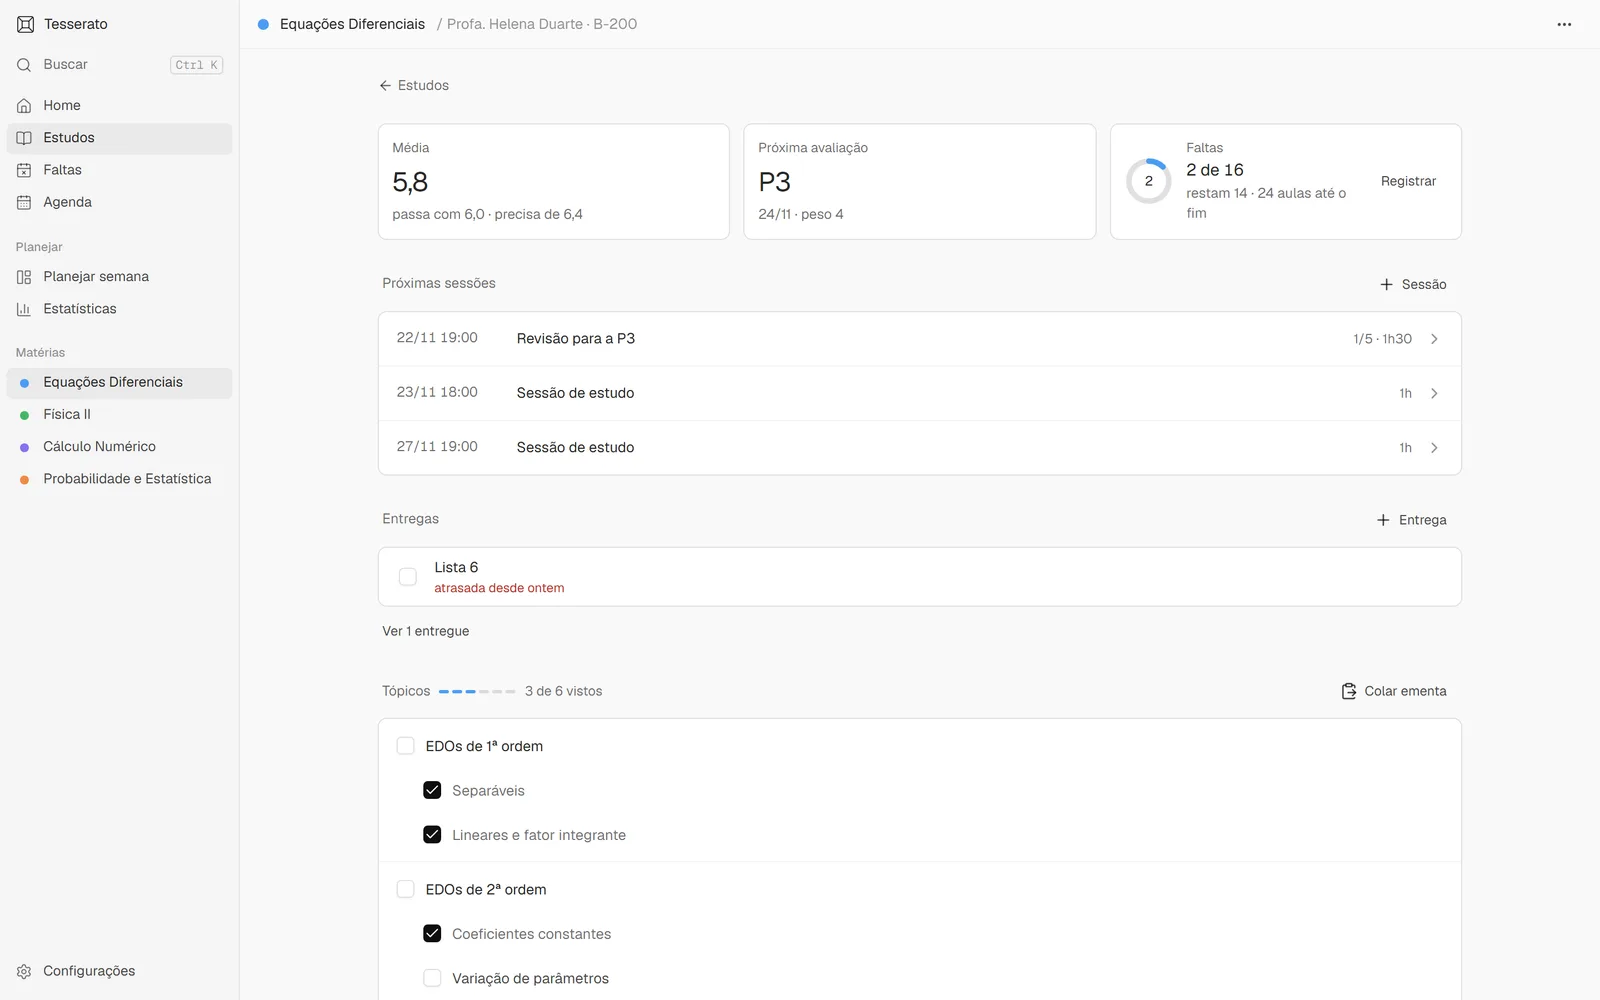 Tesserato
Buscar
Ctrl K
Home
Estudos
Faltas
Agenda
Planejar
Planejar semana
Estatísticas
Matérias
Equações Diferenciais
Física II
Cálculo Numérico
Probabilidade e Estatística
Configurações
Equações Diferenciais / Profa. Helena Duarte · B-200
Estudos
Média
5,8
passa com 6,0 · precisa de 6,4
Próxima avaliação
P3
24/11 · peso 4
2
Faltas
2 de 16
restam 14 · 24 aulas até o
fim
Registrar
Próximas sessões
Sessão
22/11 19:00 Revisão para a P3 1/5 · 1h30
23/11 18:00 Sessão de estudo 1h
27/11 19:00 Sessão de estudo 1h
Entregas
Entrega
Lista 6
atrasada desde ontem
Ver 1 entregue
Tópicos 3 de 6 vistos
Colar ementa
EDOs de 1ª ordem
Separáveis
Lineares e fator integrante
EDOs de 2ª ordem
Coeficientes constantes
Variação de parâmetros